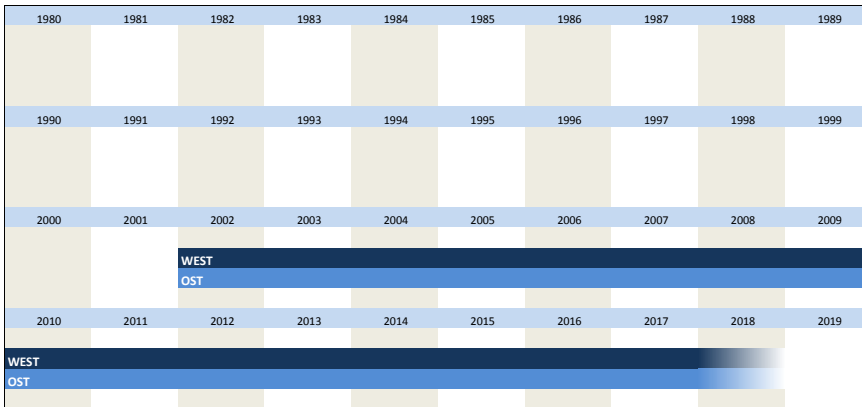 1980 1981 1982 1983 1984 1985 1986 1987 1988 1989
1990 1991 1992 1993 1994 1995 1996 1997 1998 1999
2000 2001 2002 2003 2004 2005 2006 2007 2008 2009
WEST
OST
2010 2011 2012 2013 2014 2015 2016 2017 2018 2019
WEST
OST